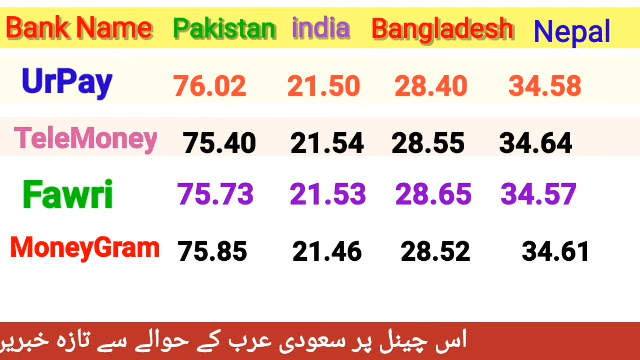 Bank Name Pakistan india Bangladesh Nepal
UrPay 76.02 21.50 28.40 34.58
TeleMoney 75.40 21.54 28.55 34.64
Fawri 75.73 21.53 28.65 34.57
MoneyGram 75.85 21.46 28.52 34.61
اس چینل پر سعودی عرب کے حوالے سے تازہ خبریں